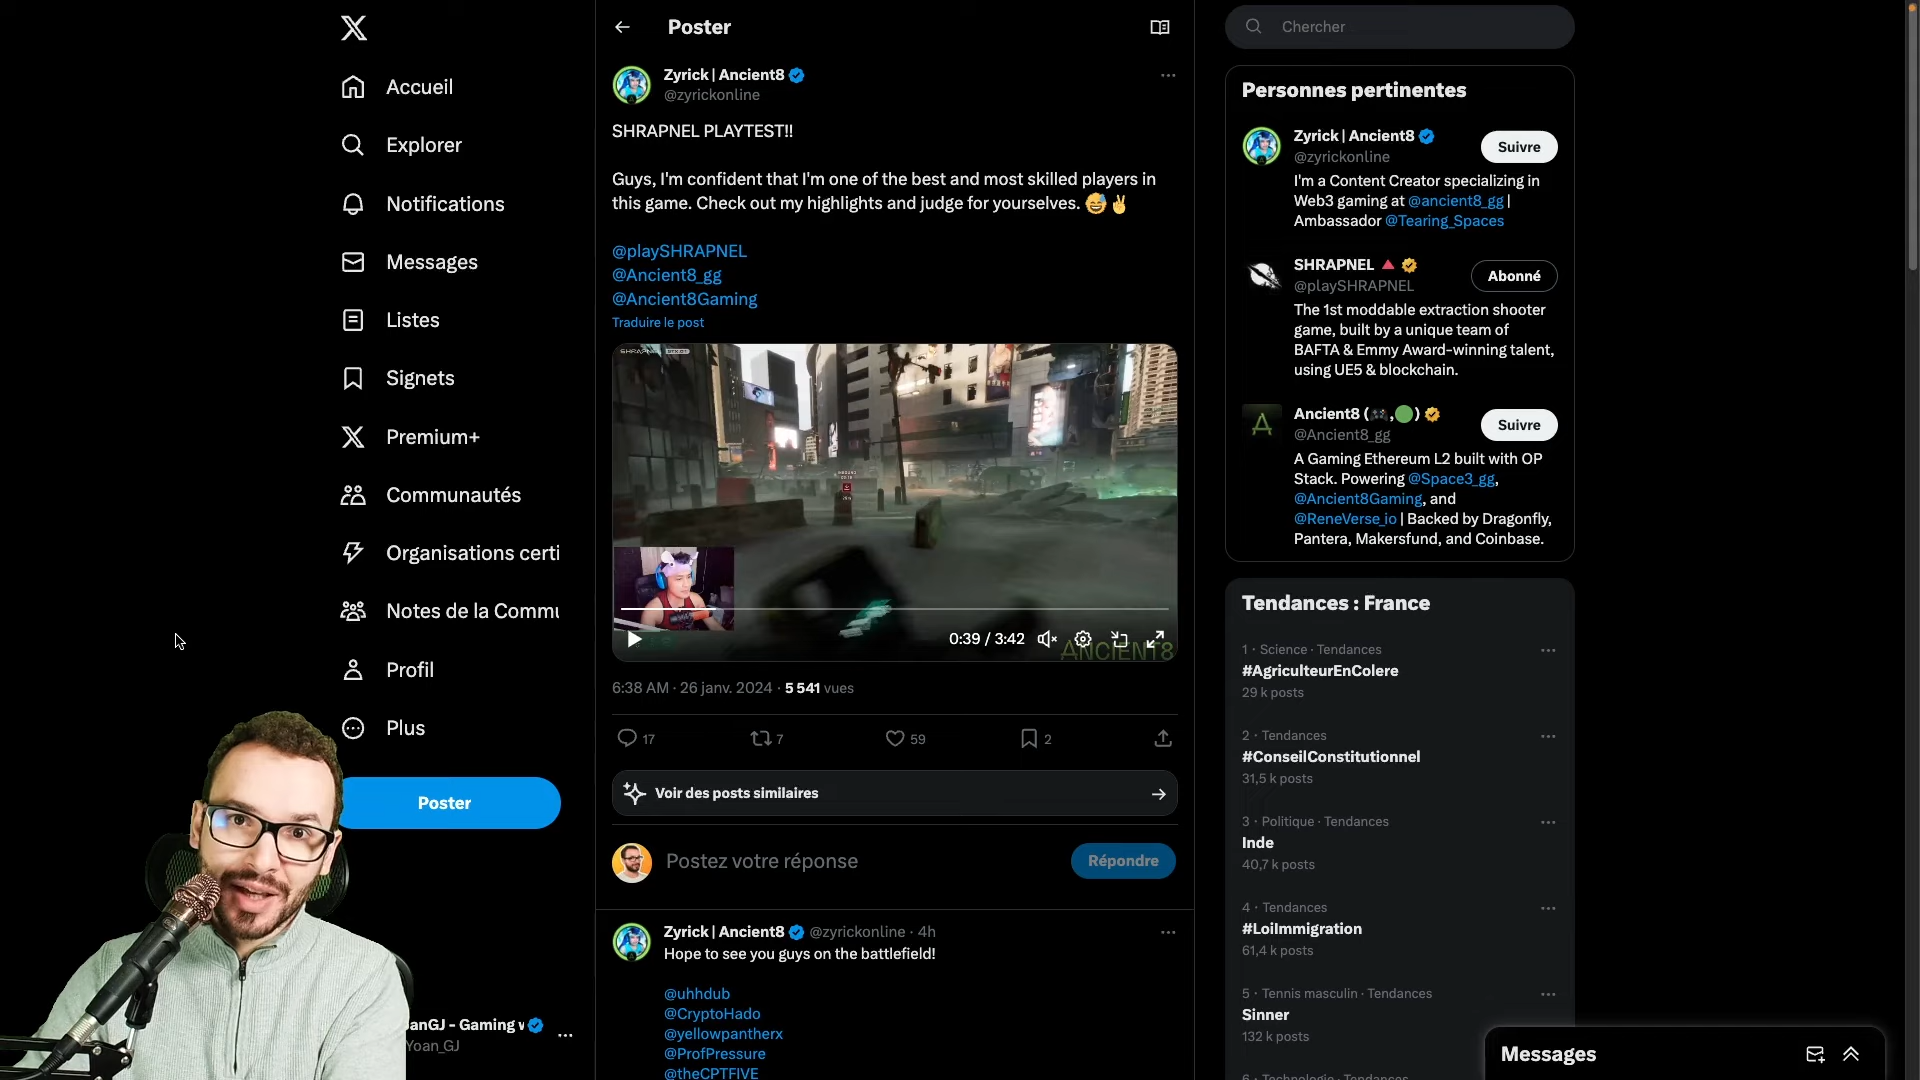 Accueil
Explorer
Notifications
Messages
Listes
Signets
Premium+
Communautés
Organisations certi
Notes de la Commu
Profil
Plus
Poster
JanGJ - Gaming
Yoan_GJ
Poster
Zyrick | Ancient8
@zyrickonline
SHRAPNEL PLAYTEST!!
Guys, I'm confident that I'm one of the best and most skilled players in
this game. Check out my highlights and judge for yourselves. 😅✌
@playSHRAPNEL
@Ancient8_gg
@Ancient8Gaming
Traduire le post
SHRAPNEL
0:39 / 3:42
ANCIENT8
6:38 AM · 26 janv. 2024 · 5 541 vues
17
7
59
2
Voir des posts similaires
Postez votre réponse
Répondre
Zyrick | Ancient8 @zyrickonline · 4h
Hope to see you guys on the battlefield!
@uhhdub
@CryptoHado
@yellowpantherx
@ProfPressure
@theCPTFIVE
Chercher
Personnes pertinentes
Zyrick | Ancient8
@zyrickonline
Suivre
I'm a Content Creator specializing in
Web3 gaming at @ancient8_gg |
Ambassador @Tearing_Spaces
SHRAPNEL
@playSHRAPNEL
Abonné
The 1st moddable extraction shooter
game, built by a unique team of
BAFTA & Emmy Award-winning talent,
using UE5 & blockchain.
Ancient8 (🎮,🟢)
@Ancient8_gg
Suivre
A Gaming Ethereum L2 built with OP
Stack. Powering @Space3_gg,
@Ancient8Gaming, and
@ReneVerse_io | Backed by Dragonfly,
Pantera, Makersfund, and Coinbase.
Tendances : France
1 · Science · Tendances
#AgriculteurEnColere
29 k posts
2 · Tendances
#ConseilConstitutionnel
31,5 k posts
3 · Politique · Tendances
Inde
40,7 k posts
4 · Tendances
#LoiImmigration
61,4 k posts
5 · Tennis masculin · Tendances
Sinner
132 k posts
6 · Technologie · Tendances
Messages